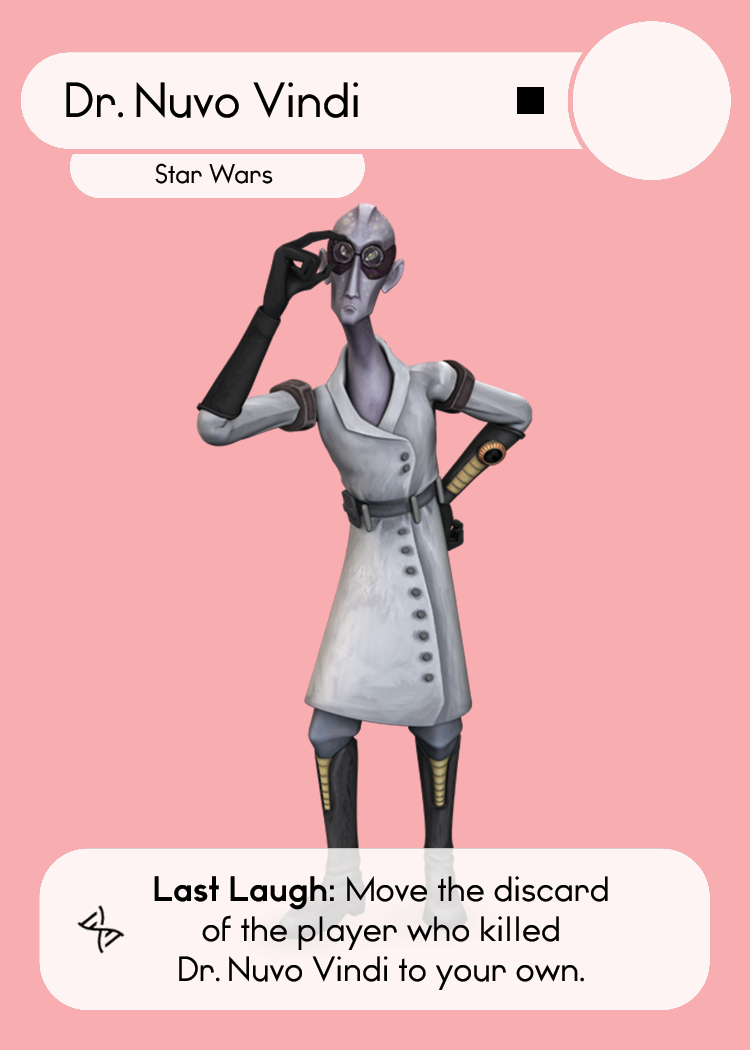 Dr. Nuvo Vindi
Star Wars
Last Laugh: Move the discard
of the player who killed
Dr. Nuvo Vindi to your own.